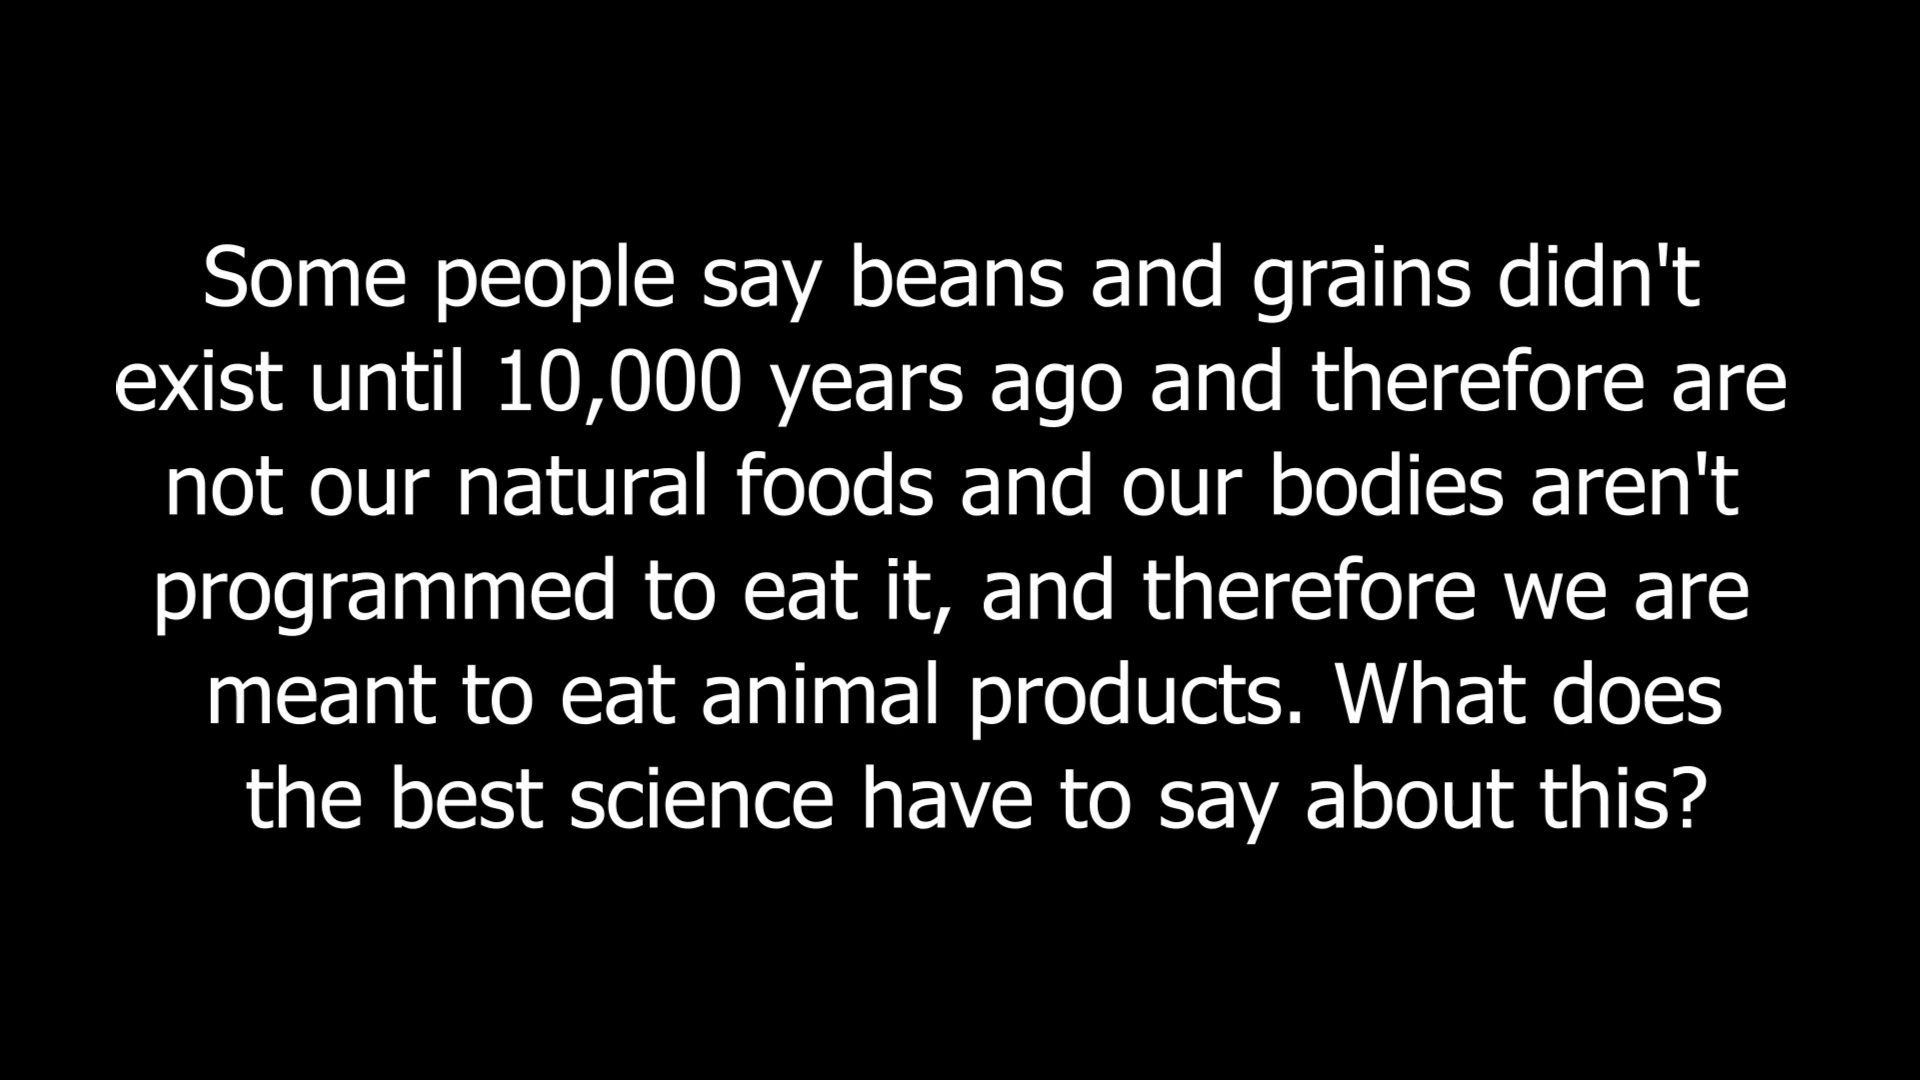 Some people say beans and grains didn't
exist until 10,000 years ago and therefore are
not our natural foods and our bodies aren't
programmed to eat it, and therefore we are
meant to eat animal products. What does
the best science have to say about this?